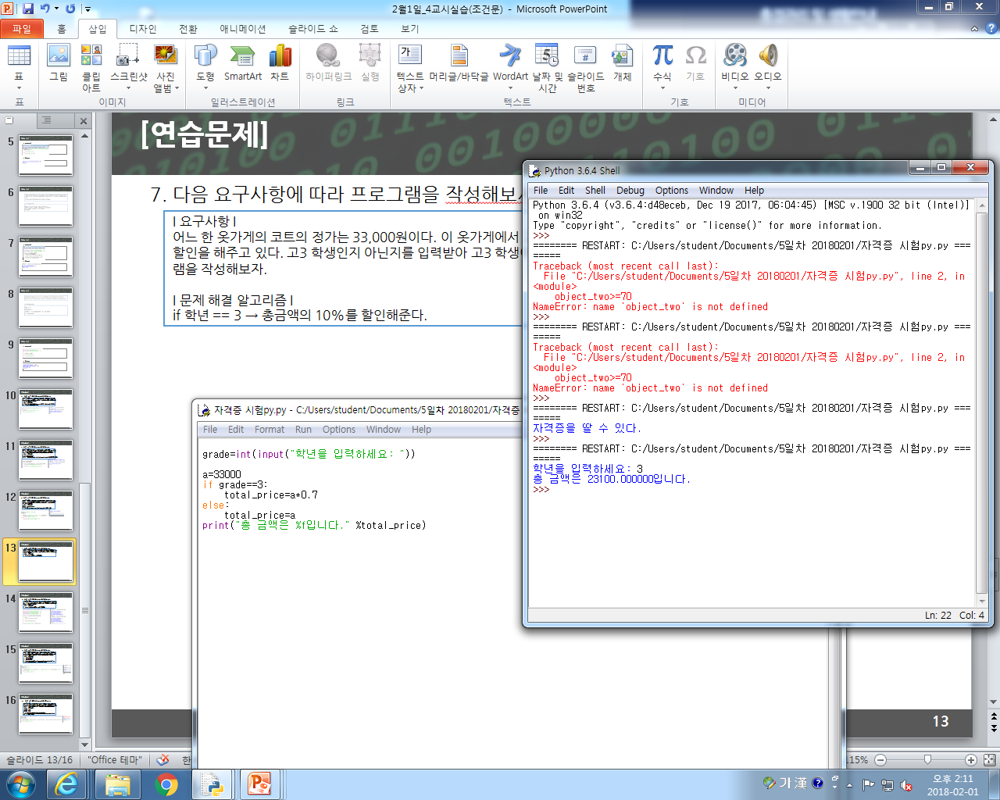 2월1일_4교시실습(조건문) - Microsoft PowerPoint
파일 홈 삽입 디자인 전환 애니메이션 슬라이드 쇼 검토 보기
표 그림 클립 아트 스크린샷 사진 앨범 도형 SmartArt 차트 하이퍼링크 실행 텍스트 상자 머리글/바닥글 WordArt 날짜 및 시간 슬라이드 번호 개체 수식 기호 비디오 오디오
표 이미지 일러스트레이션 링크 텍스트 기호 미디어
5
6
7
8
9
10
11
12
13
14
15
16
[연습문제]
7. 다음 요구사항에 따라 프로그램을 작성해보
| 요구사항 |
어느 한 옷가게의 코트의 정가는 33,000원이다. 이 옷가게에서
할인을 해주고 있다. 고3 학생인지 아닌지를 입력받아 고3 학생
램을 작성해보자.
| 문제 해결 알고리즘 |
if 학년 == 3 → 총금액의 10%를 할인해준다.
13
자격증 시험py.py - C:/Users/student/Documents/5일차 20180201/자격증
File Edit Format Run Options Window Help
grade=int(input("학년을 입력하세요: "))
a=33000
if grade==3:
total_price=a*0.7
else:
total_price=a
print("총 금액은 %f입니다." %total_price)
Python 3.6.4 Shell
File Edit Shell Debug Options Window Help
Python 3.6.4 (v3.6.4:d48eceb, Dec 19 2017, 06:04:45) [MSC v.1900 32 bit (Intel)]
on win32
Type "copyright", "credits" or "license()" for more information.
>>>
======== RESTART: C:/Users/student/Documents/5일차 20180201/자격증 시험py.py ===
=====
Traceback (most recent call last):
File "C:/Users/student/Documents/5일차 20180201/자격증 시험py.py", line 2, in
<module>
object_two>=70
NameError: name 'object_two' is not defined
>>>
======== RESTART: C:/Users/student/Documents/5일차 20180201/자격증 시험py.py ===
=====
Traceback (most recent call last):
File "C:/Users/student/Documents/5일차 20180201/자격증 시험py.py", line 2, in
<module>
object_two>=70
NameError: name 'object_two' is not defined
>>>
======== RESTART: C:/Users/student/Documents/5일차 20180201/자격증 시험py.py ===
=====
자격증을 딸 수 있다.
>>>
======== RESTART: C:/Users/student/Documents/5일차 20180201/자격증 시험py.py ===
=====
학년을 입력하세요: 3
총 금액은 23100.000000입니다.
>>>
Ln: 22 Col: 4
슬라이드 13/16 "Office 테마" 한 15%
가 漢 오후 2:11
2018-02-01